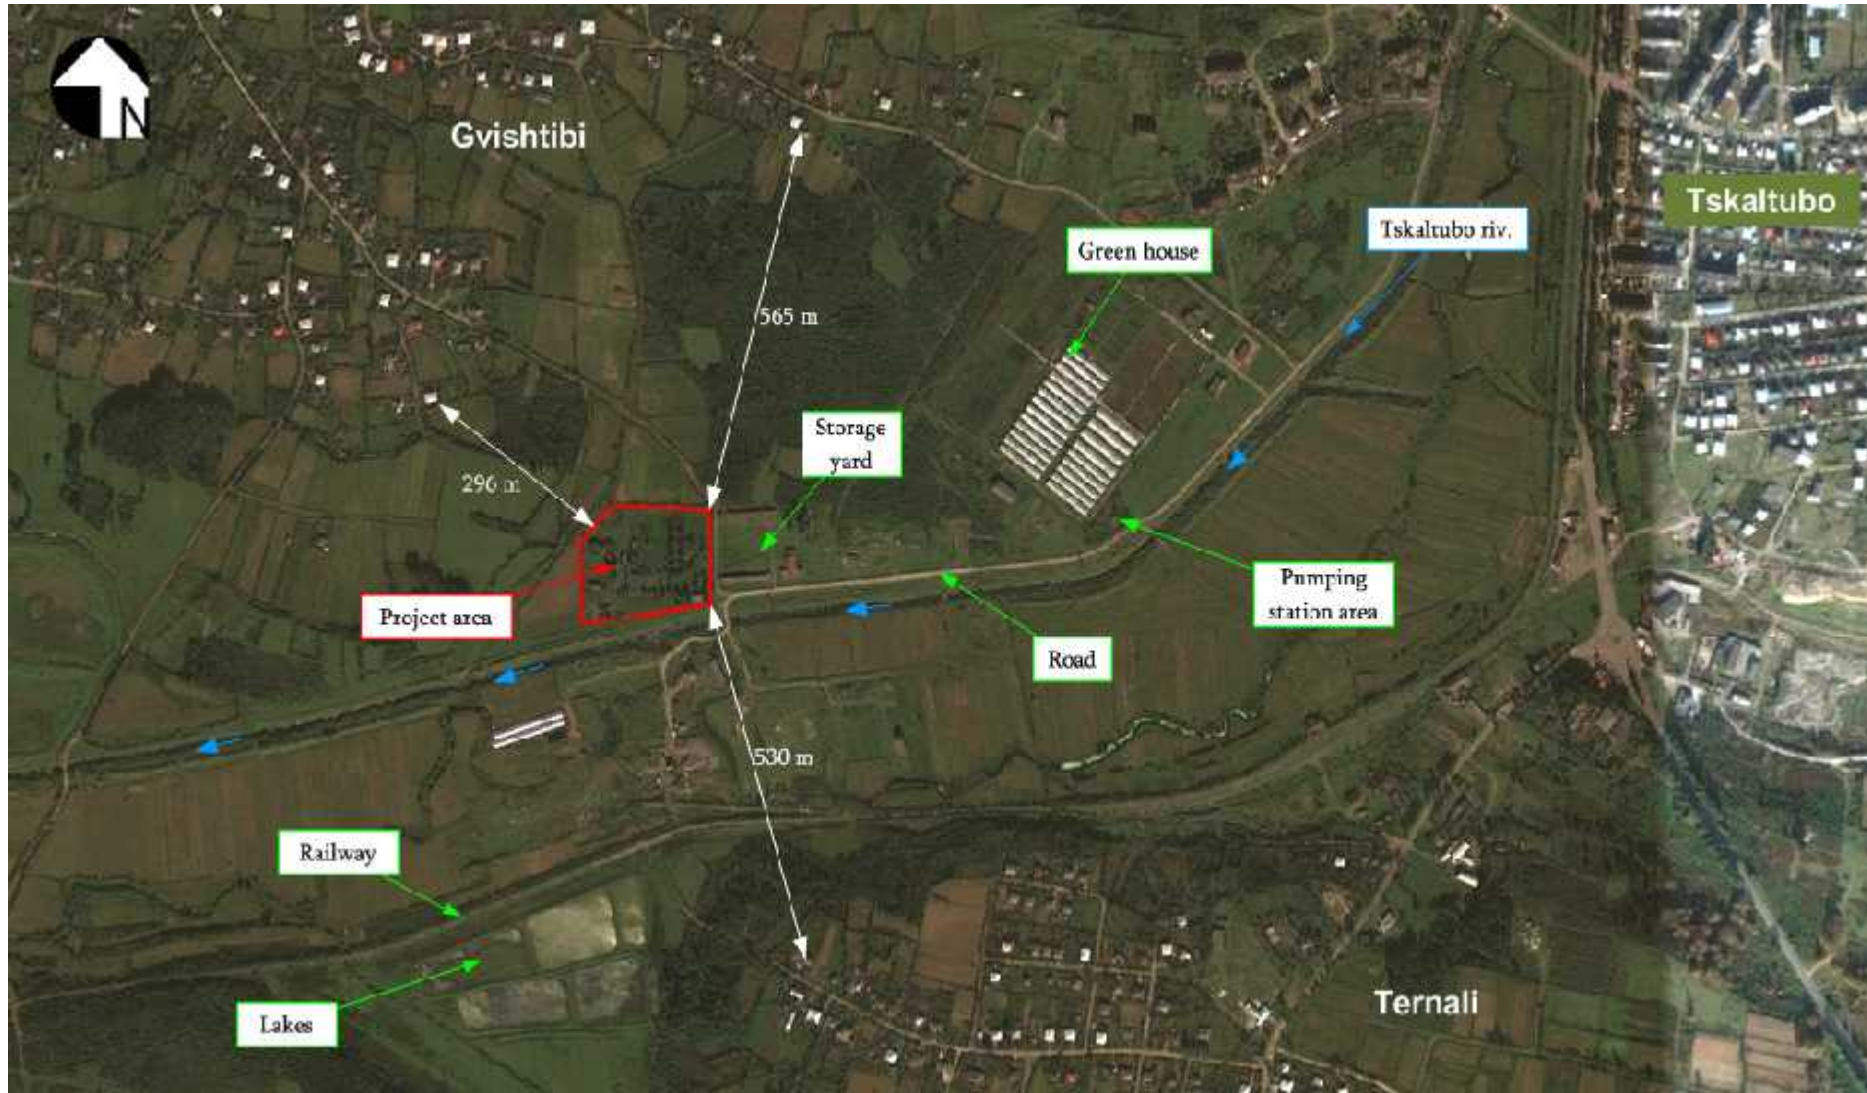 N
Gvishtibi
Tskaltubo
Tskaltubo riv.
Green house
565 m
Storage
yard
296 m
Pumping
station area
Project area
Road
530 m
Railway
Lakes
Ternali